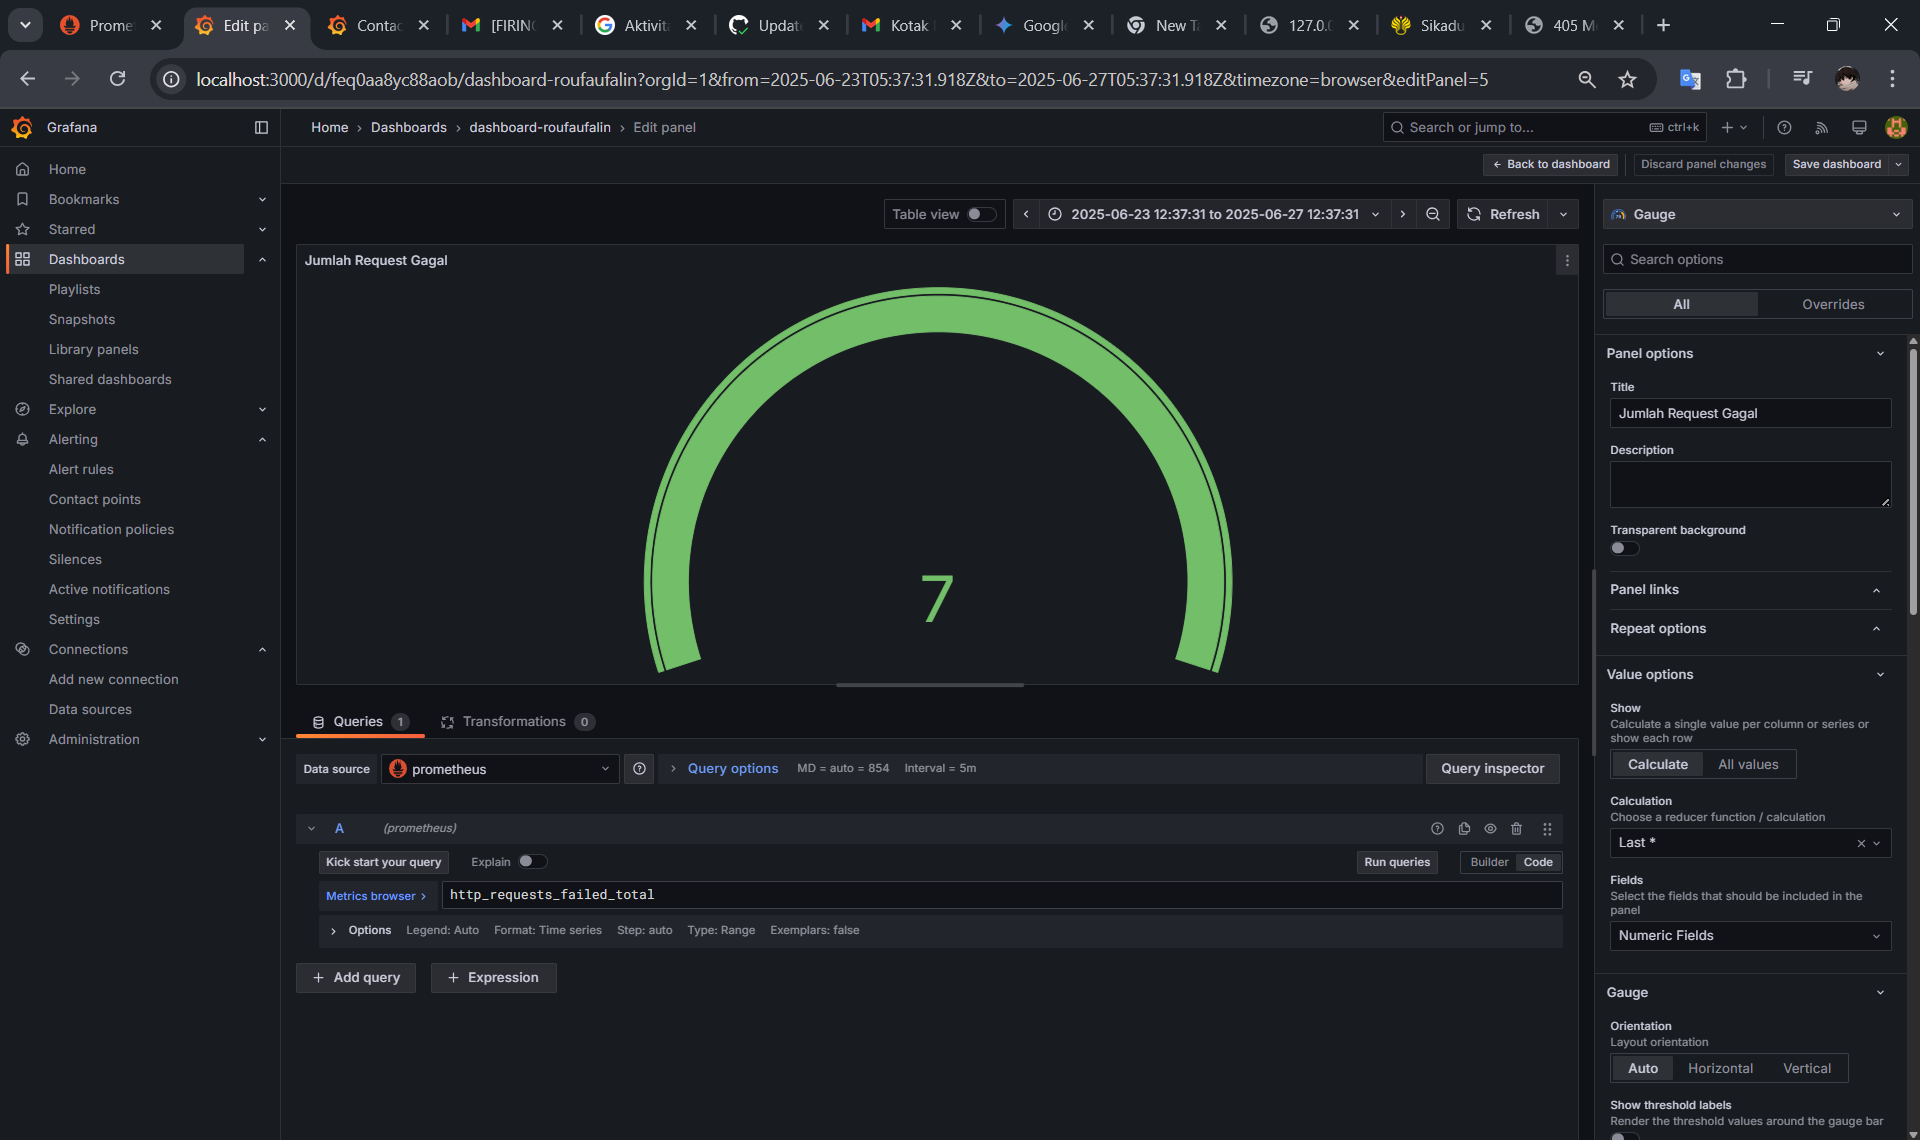 Prome
Edit pa
Contac
[FIRING
Aktivita
Updat
Kotak
Google
New Ta
127.0.0
Sikadu
405 M
localhost:3000/d/feq0aa8yc88aob/dashboard-roufaufalin?orgId=1&from=2025-06-23T05:37:31.918Z&to=2025-06-27T05:37:31.918Z&timezone=browser&editPanel=5
Grafana
Home › Dashboards › dashboard-roufaufalin › Edit panel
Search or jump to...
ctrl+k
Back to dashboard
Discard panel changes
Save dashboard
Home
Bookmarks
Starred
Dashboards
Playlists
Snapshots
Library panels
Shared dashboards
Explore
Alerting
Alert rules
Contact points
Notification policies
Silences
Active notifications
Settings
Connections
Add new connection
Data sources
Administration
Table view
2025-06-23 12:37:31 to 2025-06-27 12:37:31
Refresh
Jumlah Request Gagal
7
Queries 1
Transformations 0
Data source
prometheus
Query options
MD = auto = 854
Interval = 5m
Query inspector
A
(prometheus)
Kick start your query
Explain
Run queries
Builder
Code
Metrics browser >
http_requests_failed_total
Options
Legend: Auto
Format: Time series
Step: auto
Type: Range
Exemplars: false
+ Add query
+ Expression
Gauge
Search options
All
Overrides
Panel options
Title
Jumlah Request Gagal
Description
Transparent background
Panel links
Repeat options
Value options
Show
Calculate a single value per column or series or
show each row
Calculate
All values
Calculation
Choose a reducer function / calculation
Last *
Fields
Select the fields that should be included in the
panel
Numeric Fields
Gauge
Orientation
Layout orientation
Auto
Horizontal
Vertical
Show threshold labels
Render the threshold values around the gauge bar